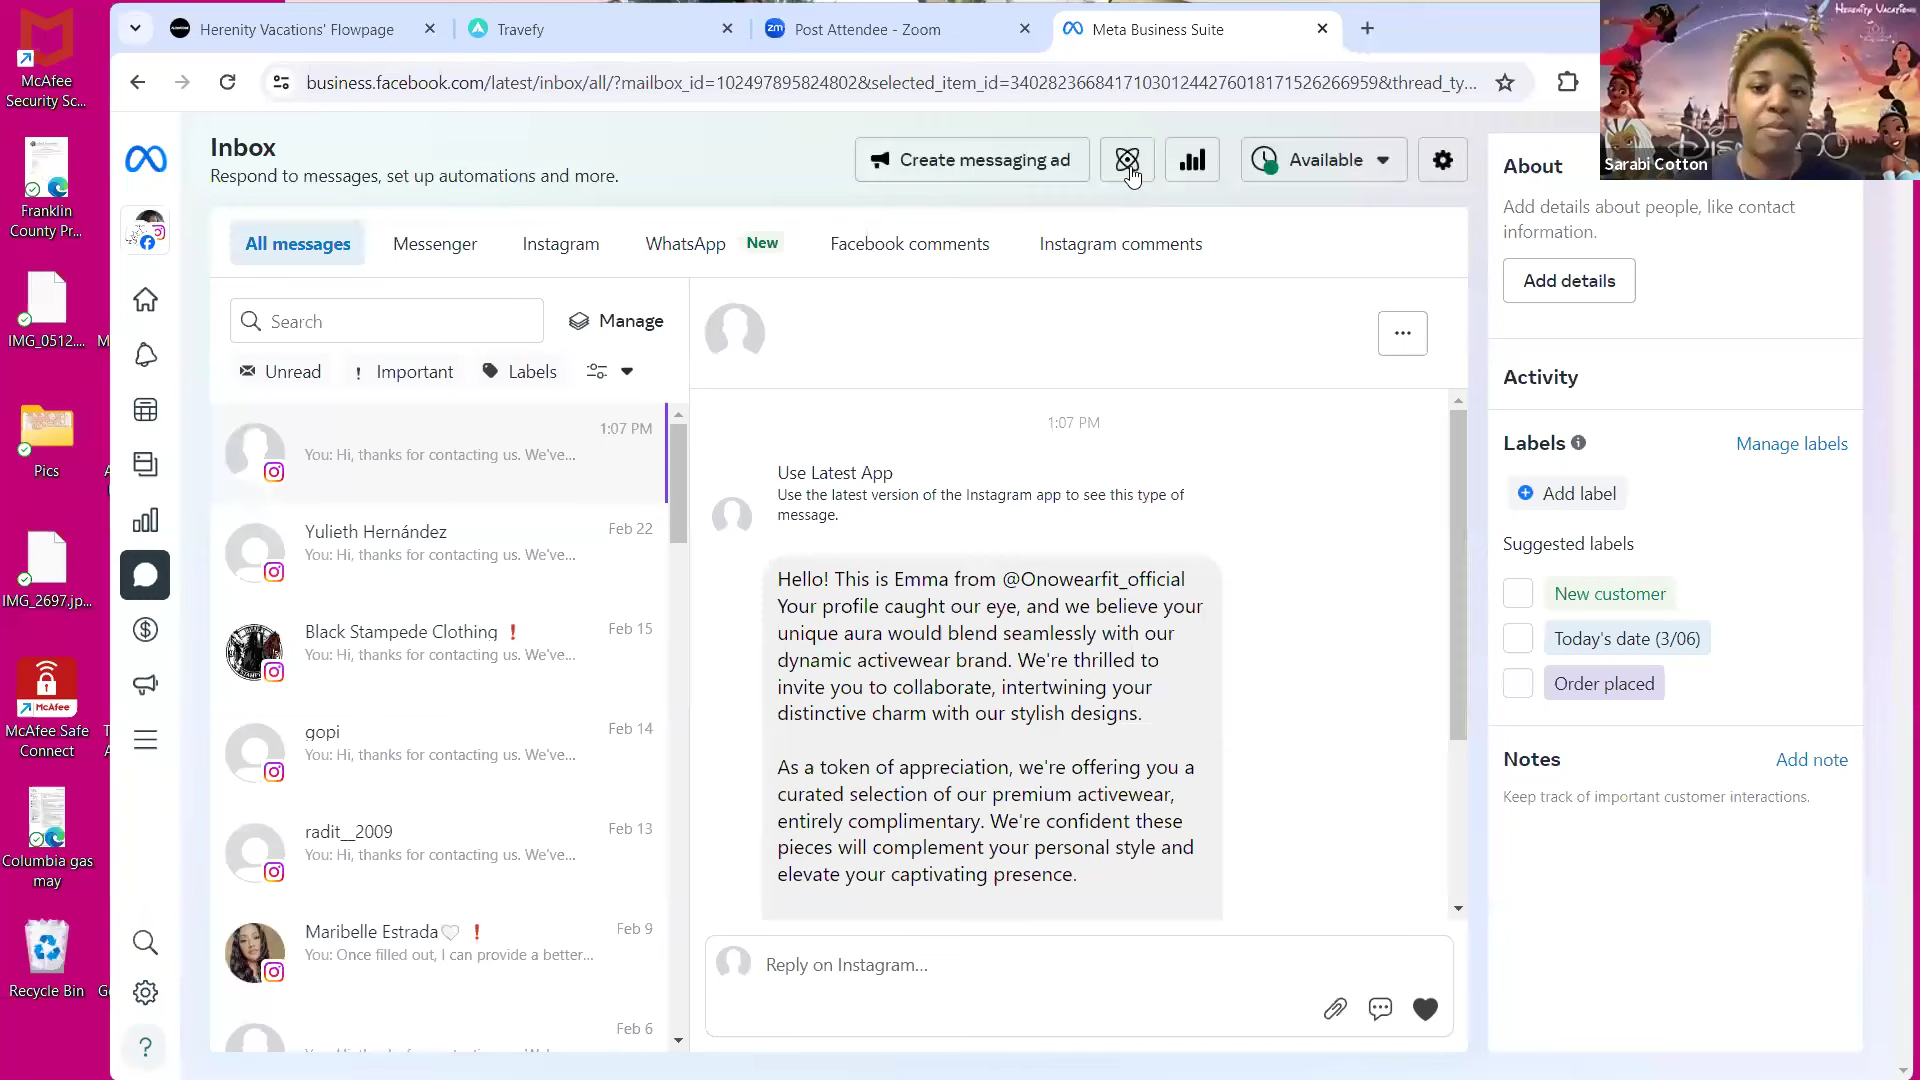 McAfee
Security Sc...
Franklin
County Pr...
IMG_0512....
Pics
IMG_2697.jp...
McAfee
McAfee Safe
Connect
Columbia gas
may
Recycle Bin
Herenity Vacations' Flowpage
Travefy
zm
Post Attendee - Zoom
Meta Business Suite
business.facebook.com/latest/inbox/all/?mailbox_id=102497895824802&selected_item_id=340282366841710301244276018171526266959&thread_ty...
Herenity Vacations
Sarabi Cotton
Inbox
Respond to messages, set up automations and more.
Create messaging ad
Available
All messages
Messenger
Instagram
WhatsApp New
Facebook comments
Instagram comments
Search
Manage
Unread
Important
Labels
1:07 PM
You: Hi, thanks for contacting us. We've...
Yulieth Hernández
Feb 22
You: Hi, thanks for contacting us. We've...
Black Stampede Clothing ❗
Feb 15
You: Hi, thanks for contacting us. We've...
gopi
Feb 14
You: Hi, thanks for contacting us. We've...
radit__2009
Feb 13
You: Hi, thanks for contacting us. We've...
Maribelle Estrada🤍 ❗
Feb 9
You: Once filled out, I can provide a better...
Feb 6
1:07 PM
Use Latest App
Use the latest version of the Instagram app to see this type of
message.
Hello! This is Emma from @Onowearfit_official
Your profile caught our eye, and we believe your
unique aura would blend seamlessly with our
dynamic activewear brand. We're thrilled to
invite you to collaborate, intertwining your
distinctive charm with our stylish designs.
As a token of appreciation, we're offering you a
curated selection of our premium activewear,
entirely complimentary. We're confident these
pieces will complement your personal style and
elevate your captivating presence.
Reply on Instagram...
About
Add details about people, like contact
information.
Add details
Activity
Labels
Manage labels
Add label
Suggested labels
New customer
Today's date (3/06)
Order placed
Notes
Add note
Keep track of important customer interactions.